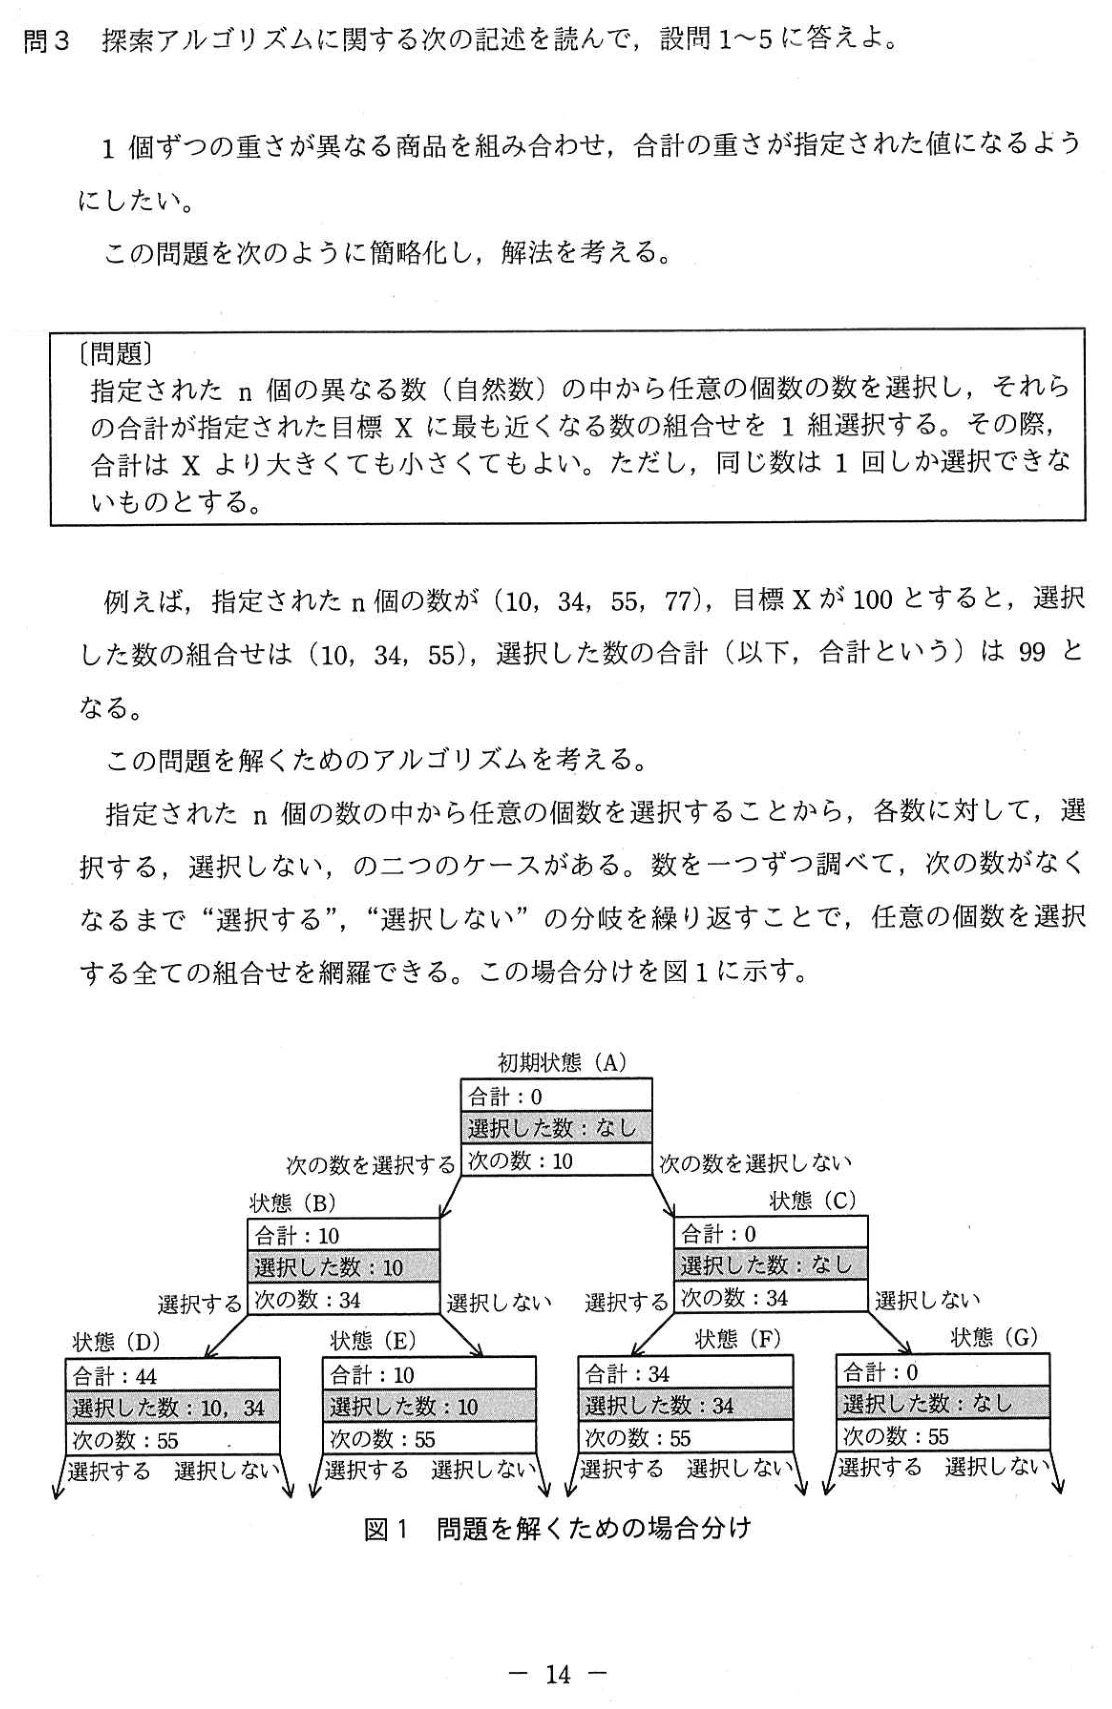 問3　探索アルゴリズムに関する次の記述を読んで，設問1～5に答えよ。
1 個ずつの重さが異なる商品を組み合わせ，合計の重さが指定された値になるよう
にしたい。
この問題を次のように簡略化し，解法を考える。
〔問題〕
指定された n 個の異なる数（自然数）の中から任意の個数の数を選択し，それら
の合計が指定された目標 X に最も近くなる数の組合せを 1 組選択する。その際，
合計は X より大きくても小さくてもよい。ただし，同じ数は 1 回しか選択できな
いものとする。
例えば，指定された n 個の数が（10，34，55，77），目標 X が 100 とすると，選択
した数の組合せは（10，34，55），選択した数の合計（以下，合計という）は 99 と
なる。
この問題を解くためのアルゴリズムを考える。
指定された n 個の数の中から任意の個数を選択することから，各数に対して，選
択する，選択しない，の二つのケースがある。数を一つずつ調べて，次の数がなく
なるまで“選択する”，“選択しない”の分岐を繰り返すことで，任意の個数を選択
する全ての組合せを網羅できる。この場合分けを図1に示す。
初期状態（A）
合計：0
選択した数：なし
次の数を選択する 次の数：10 次の数を選択しない
状態（B） 状態（C）
合計：10 合計：0
選択した数：10 選択した数：なし
選択する 次の数：34 選択しない 選択する 次の数：34 選択しない
状態（D） 状態（E） 状態（F） 状態（G）
合計：44 合計：10 合計：34 合計：0
選択した数：10，34 選択した数：10 選択した数：34 選択した数：なし
次の数：55 次の数：55 次の数：55 次の数：55
選択する 選択しない 選択する 選択しない 選択する 選択しない 選択する 選択しない
図1　問題を解くための場合分け
－ 14 －